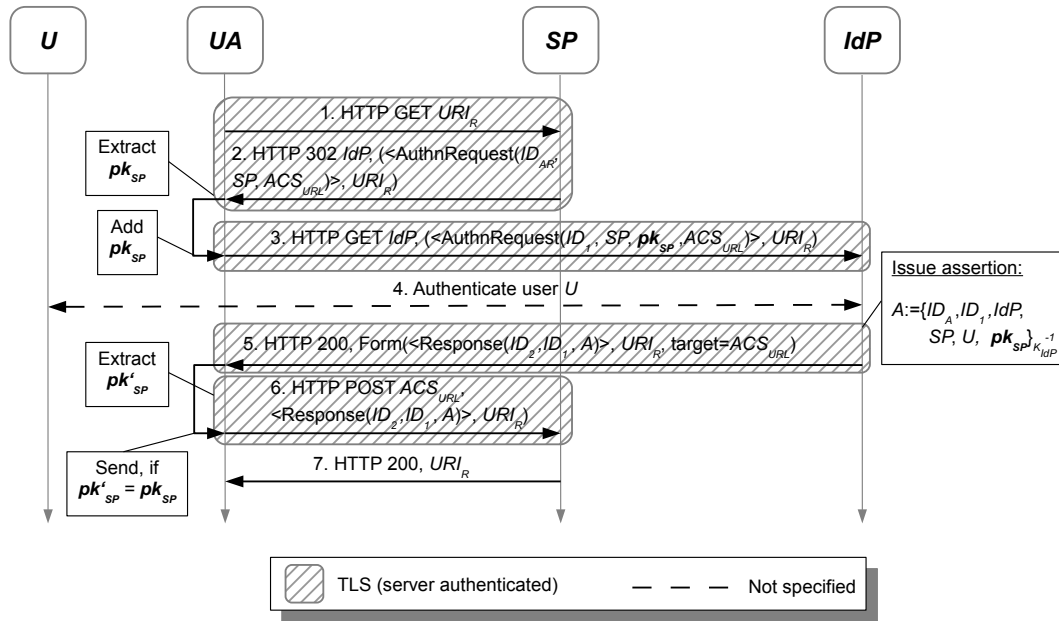 U
UA
SP
IdP
1. HTTP GET URI_R
Extract
pk_SP
2. HTTP 302 IdP, (<AuthnRequest(ID_AR,
SP, ACS_URL)>, URI_R)
Add
pk_SP
3. HTTP GET IdP, (<AuthnRequest(ID_1, SP, pk_SP, ACS_URL)>, URI_R)
4. Authenticate user U
Issue assertion:
A:={ID_A, ID_1, IdP,
SP, U, pk_SP}_K_IdP^-1
5. HTTP 200, Form(<Response(ID_2, ID_1, A)>, URI_R, target=ACS_URL)
Extract
pk‘_SP
6. HTTP POST ACS_URL,
<Response(ID_2, ID_1, A)>, URI_R)
Send, if
pk‘_SP = pk_SP
7. HTTP 200, URI_R
TLS (server authenticated)
Not specified